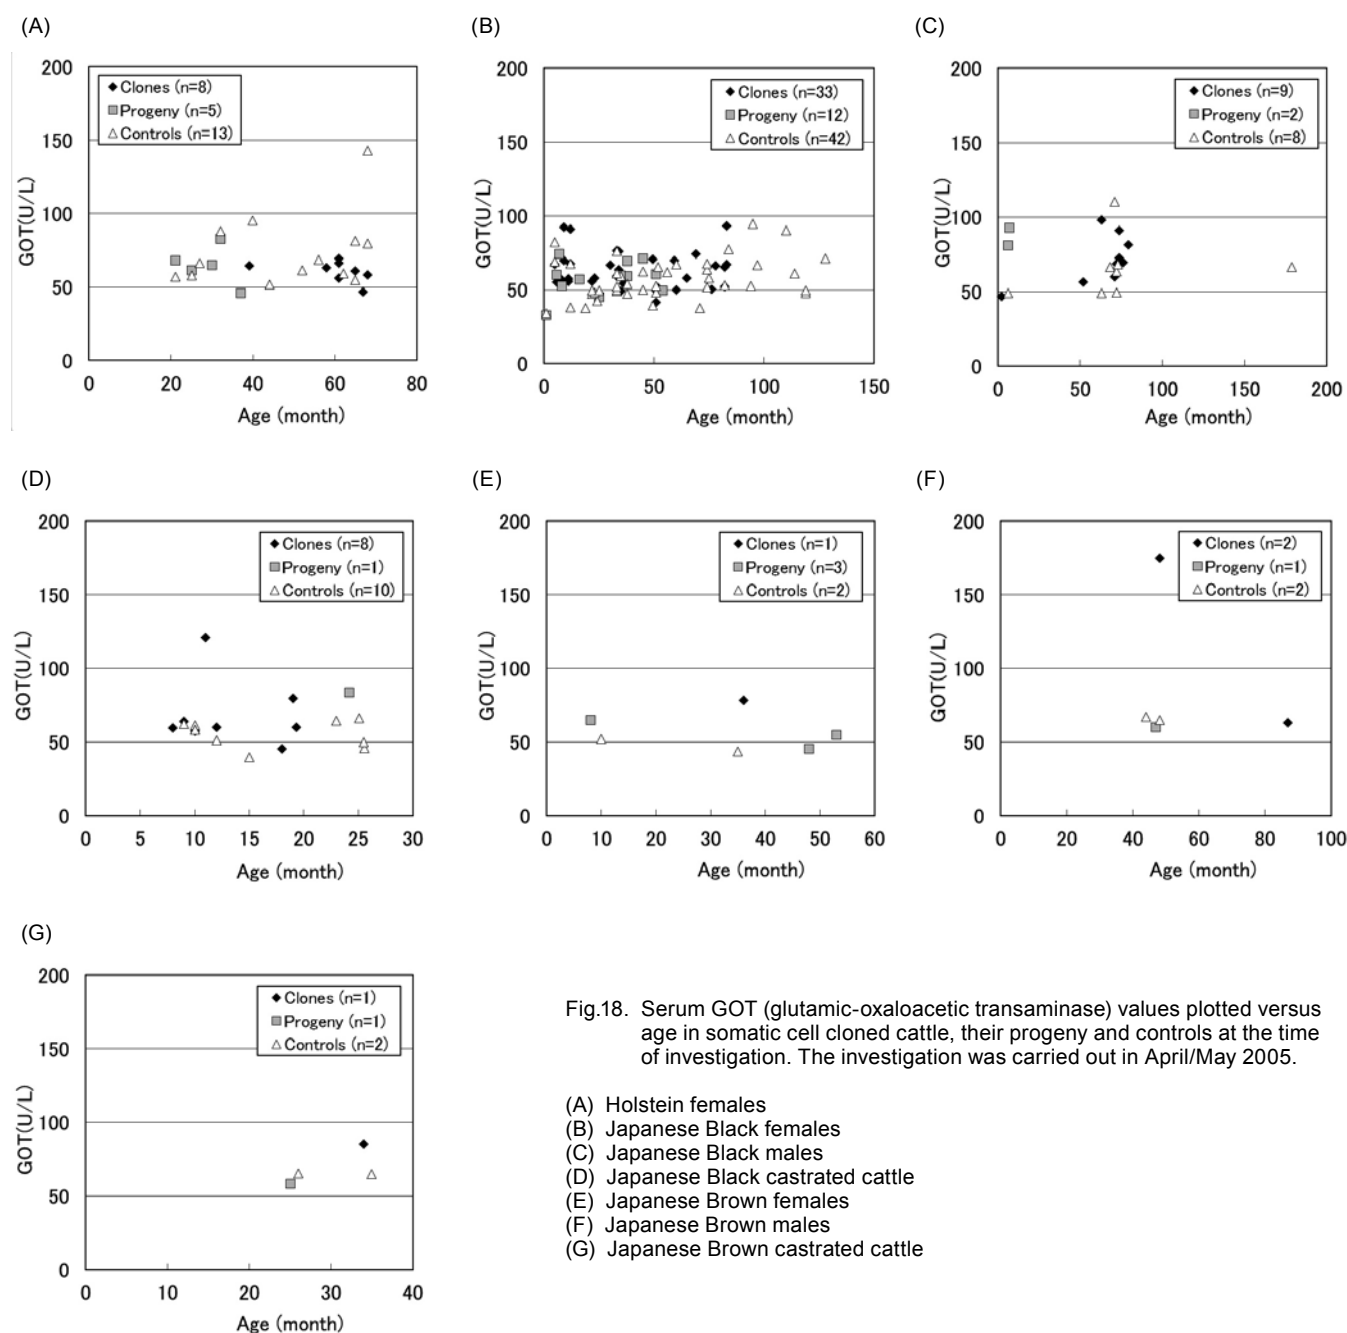 (A)
(B)
(C)
200
150
100
50
0
GOT(U/L)
Clones (n=8)
Progeny (n=5)
Controls (n=13)
0 20 40 60 80
Age (month)
200
150
100
50
0
GOT(U/L)
Clones (n=33)
Progeny (n=12)
Controls (n=42)
0 50 100 150
Age (month)
200
150
100
50
0
GOT(U/L)
Clones (n=9)
Progeny (n=2)
Controls (n=8)
0 50 100 150 200
Age (month)
(D)
(E)
(F)
200
150
100
50
0
GOT(U/L)
Clones (n=8)
Progeny (n=1)
Controls (n=10)
0 5 10 15 20 25 30
Age (month)
200
150
100
50
0
GOT(U/L)
Clones (n=1)
Progeny (n=3)
Controls (n=2)
0 10 20 30 40 50 60
Age (month)
200
150
100
50
0
GOT(U/L)
Clones (n=2)
Progeny (n=1)
Controls (n=2)
0 20 40 60 80 100
Age (month)
(G)
200
150
100
50
0
GOT(U/L)
Clones (n=1)
Progeny (n=1)
Controls (n=2)
0 10 20 30 40
Age (month)
Fig.18. Serum GOT (glutamic-oxaloacetic transaminase) values plotted versus
age in somatic cell cloned cattle, their progeny and controls at the time
of investigation. The investigation was carried out in April/May 2005.
(A) Holstein females
(B) Japanese Black females
(C) Japanese Black males
(D) Japanese Black castrated cattle
(E) Japanese Brown females
(F) Japanese Brown males
(G) Japanese Brown castrated cattle